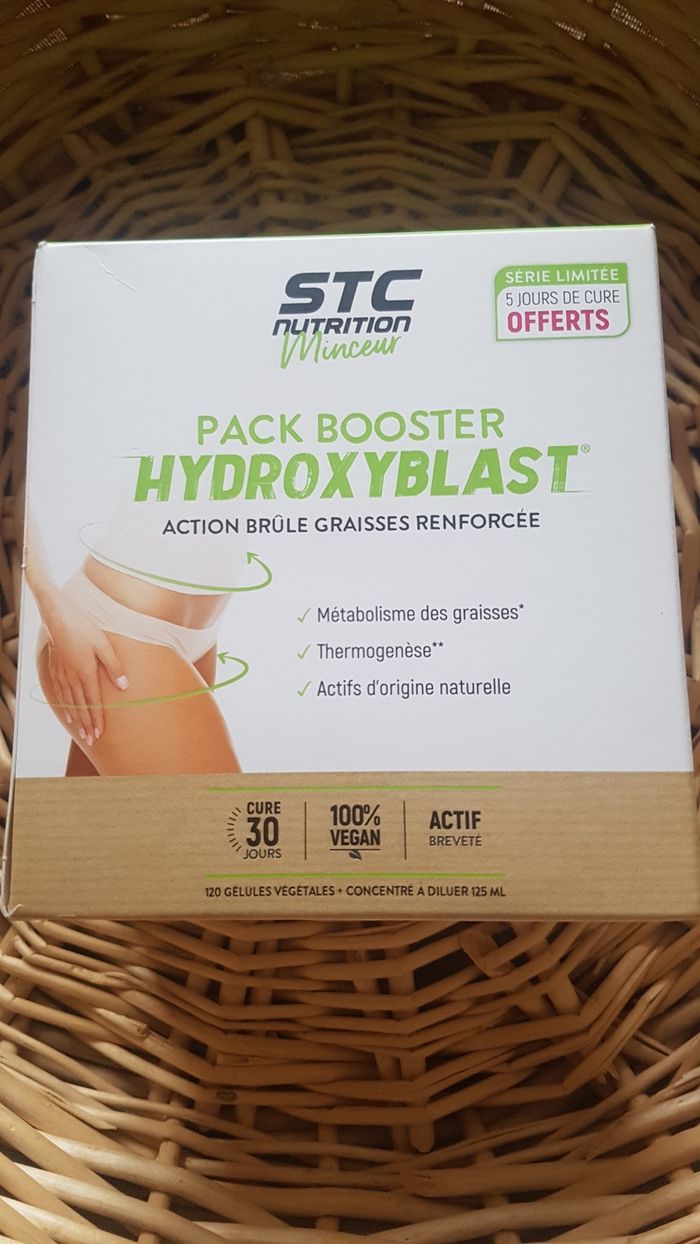 STC
NUTRITION
Minceur
SÉRIE LIMITÉE
5 JOURS DE CURE
OFFERTS
PACK BOOSTER
HYDROXYBLAST®
ACTION BRÛLE GRAISSES RENFORCÉE
✓ Métabolisme des graisses*
✓ Thermogenèse**
✓ Actifs d'origine naturelle
CURE
30
JOURS
100%
VEGAN
ACTIF
BREVETÉ
120 GÉLULES VÉGÉTALES + CONCENTRÉ À DILUER 125 ML